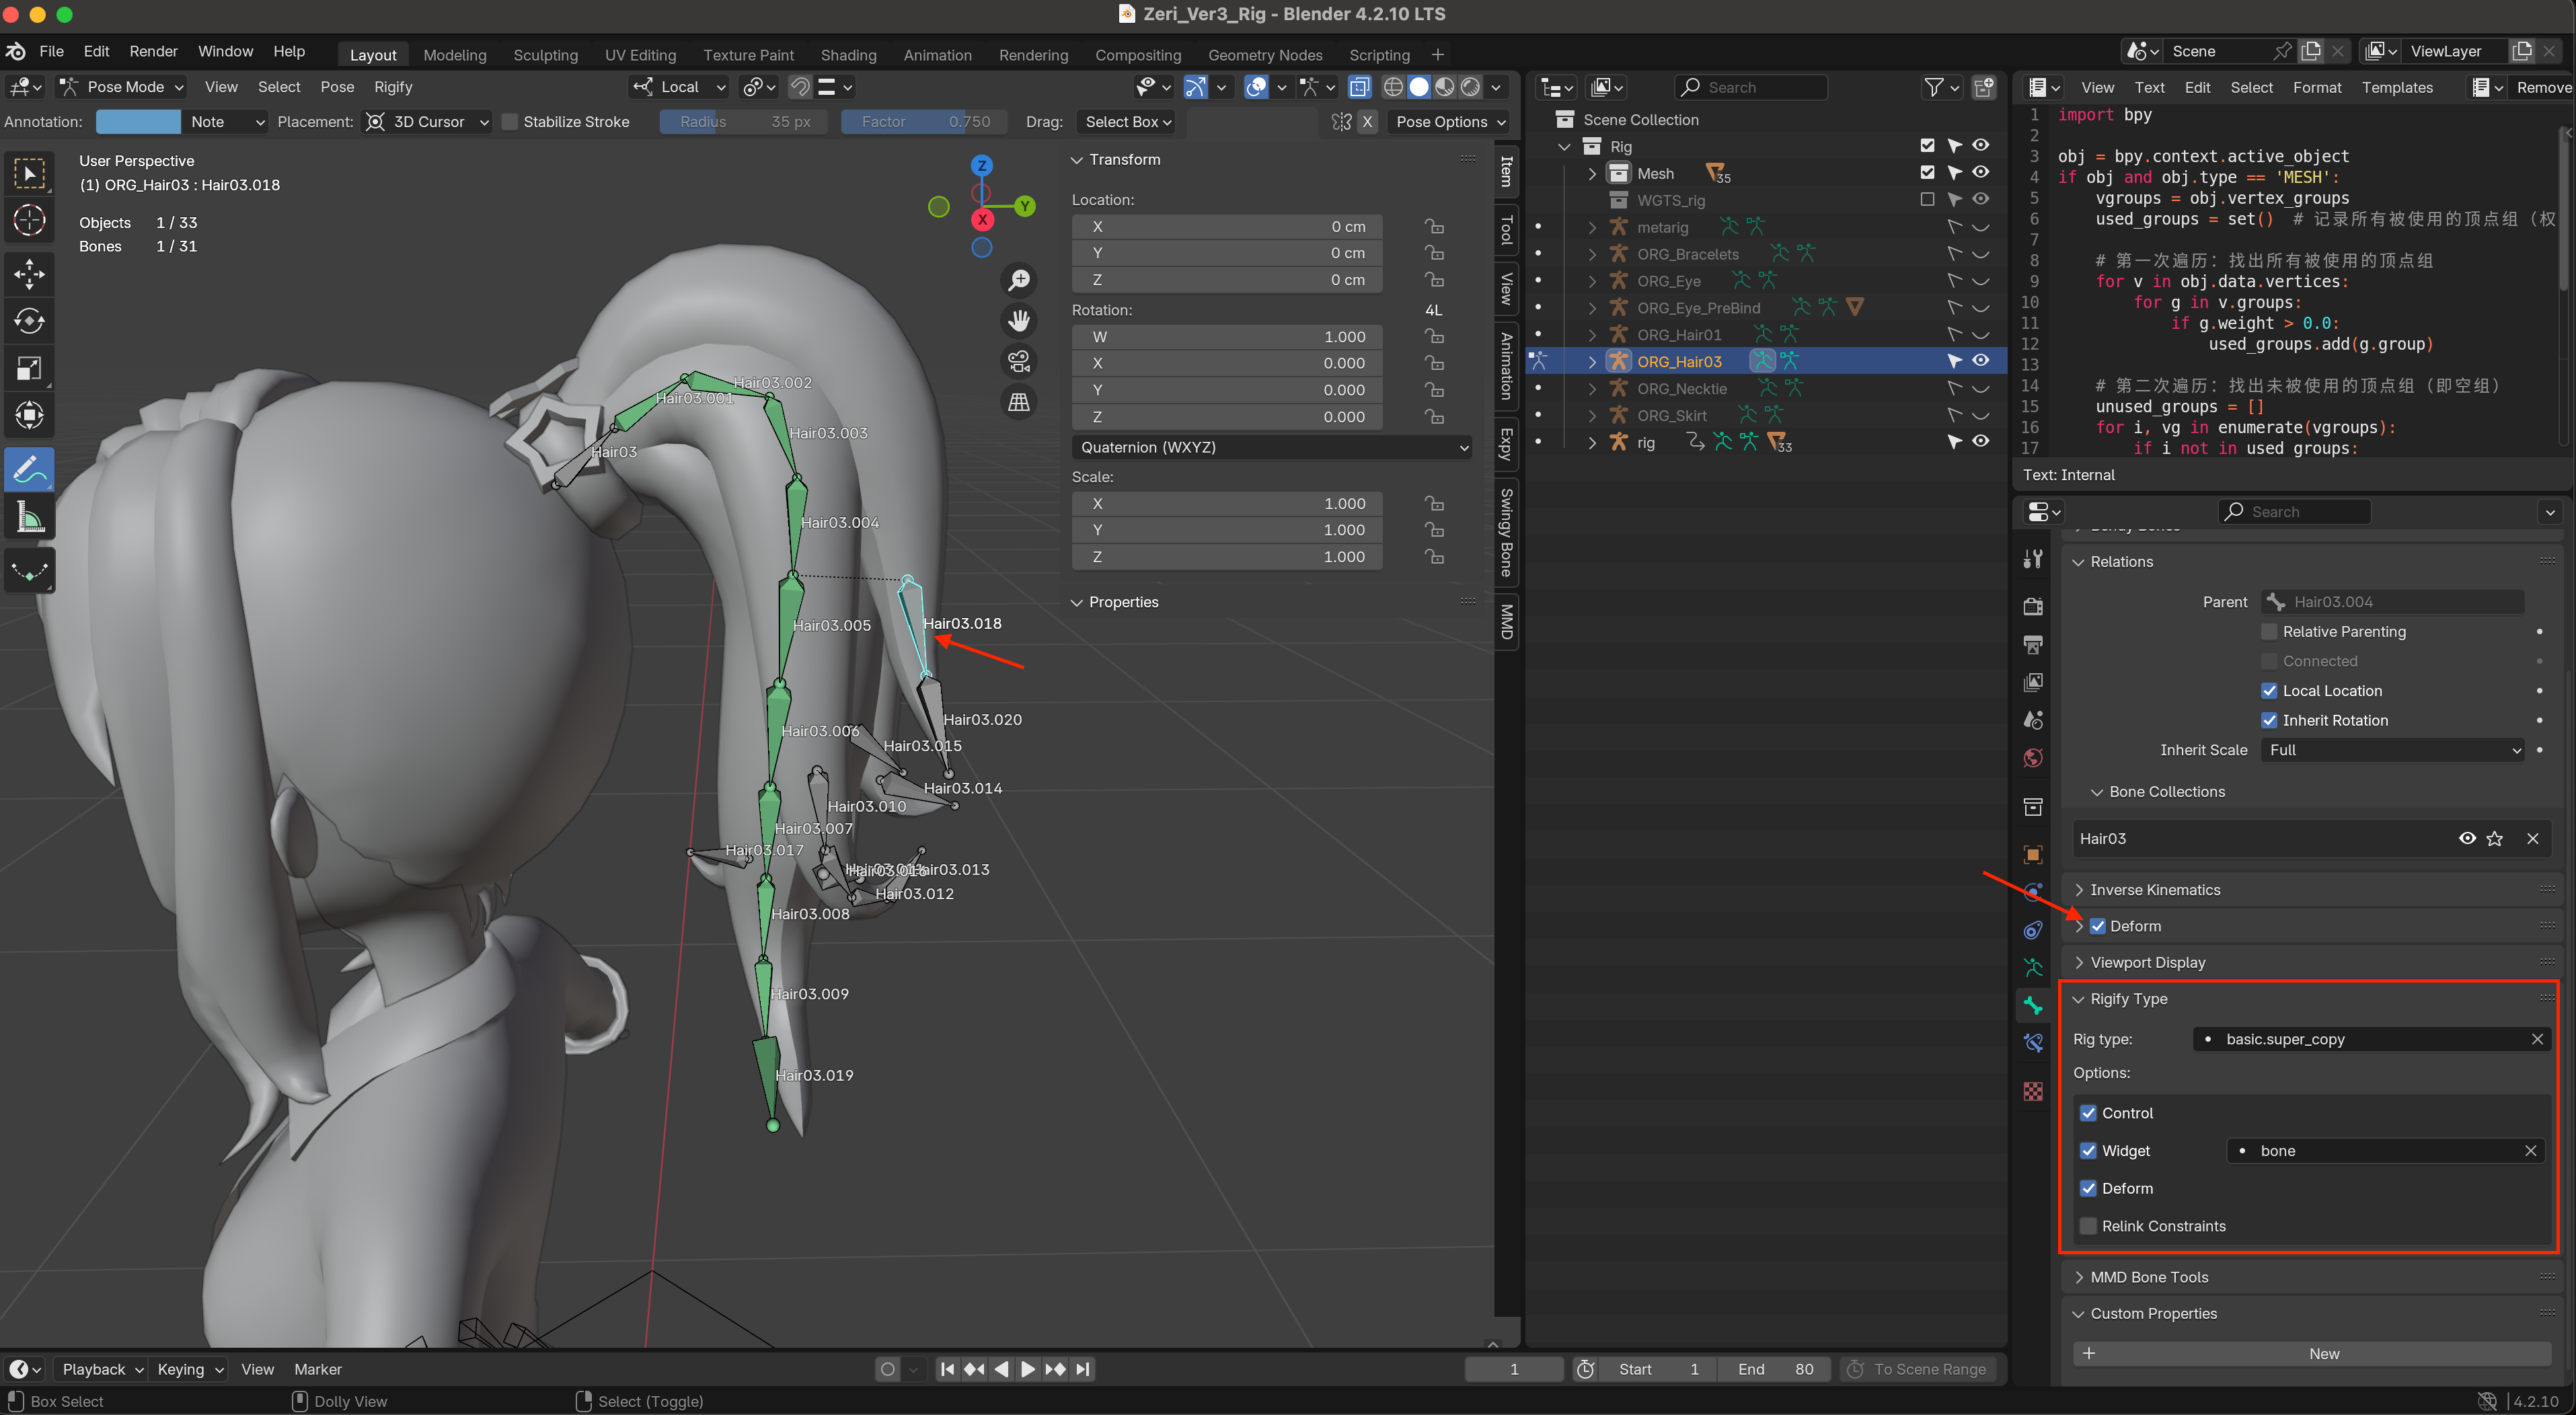 Zeri_Ver3_Rig - Blender 4.2.10 LTS
File Edit Render Window Help Layout Modeling Sculpting UV Editing Texture Paint Shading Animation Rendering Compositing Geometry Nodes Scripting + Scene ViewLayer
Pose Mode View Select Pose Rigify Local
Annotation: Note Placement: 3D Cursor Stabilize Stroke Radius 35 px Factor 0.750 Drag: Select Box X Pose Options
User Perspective
(1) ORG_Hair03 : Hair03.018
Objects 1 / 33
Bones 1 / 31
Z
Y
X
Hair03.002
Hair03.001
Hair03.003
Hair03
Hair03.004
Hair03.005
Hair03.018
Hair03.020
Hair03.006
Hair03.015
Hair03.014
Hair03.010
Hair03.007
Hair03.017
Hair03.013
Hair03.012
Hair03.008
Hair03.009
Hair03.019
Transform
Location:
X 0 cm
Y 0 cm
Z 0 cm
Rotation: 4L
W 1.000
X 0.000
Y 0.000
Z 0.000
Quaternion (WXYZ)
Scale:
X 1.000
Y 1.000
Z 1.000
Properties
Item
Tool
View
Animation
Expy
Swingy Bone
MMD
Search
Scene Collection
Rig
Mesh 35
WGTS_rig
metarig
ORG_Bracelets
ORG_Eye
ORG_Eye_PreBind
ORG_Hair01
ORG_Hair03
ORG_Necktie
ORG_Skirt
rig 33
View Text Edit Select Format Templates Remove
1 import bpy
2
3 obj = bpy.context.active_object
4 if obj and obj.type == 'MESH':
5 vgroups = obj.vertex_groups
6 used_groups = set() # 记录所有被使用的顶点组（权
7
8 # 第一次遍历：找出所有被使用的顶点组
9 for v in obj.data.vertices:
10 for g in v.groups:
11 if g.weight > 0.0:
12 used_groups.add(g.group)
13
14 # 第二次遍历：找出未被使用的顶点组（即空组）
15 unused_groups = []
16 for i, vg in enumerate(vgroups):
17 if i not in used_groups:
Text: Internal
Search
Bendy Bones
Relations
Parent Hair03.004
Relative Parenting
Connected
Local Location
Inherit Rotation
Inherit Scale Full
Bone Collections
Hair03
Inverse Kinematics
Deform
Viewport Display
Rigify Type
Rig type: basic.super_copy
Options:
Control
Widget bone
Deform
Relink Constraints
MMD Bone Tools
Custom Properties
+ New
Playback Keying View Marker 1 Start 1 End 80 To Scene Range
Box Select Dolly View Select (Toggle) 4.2.10